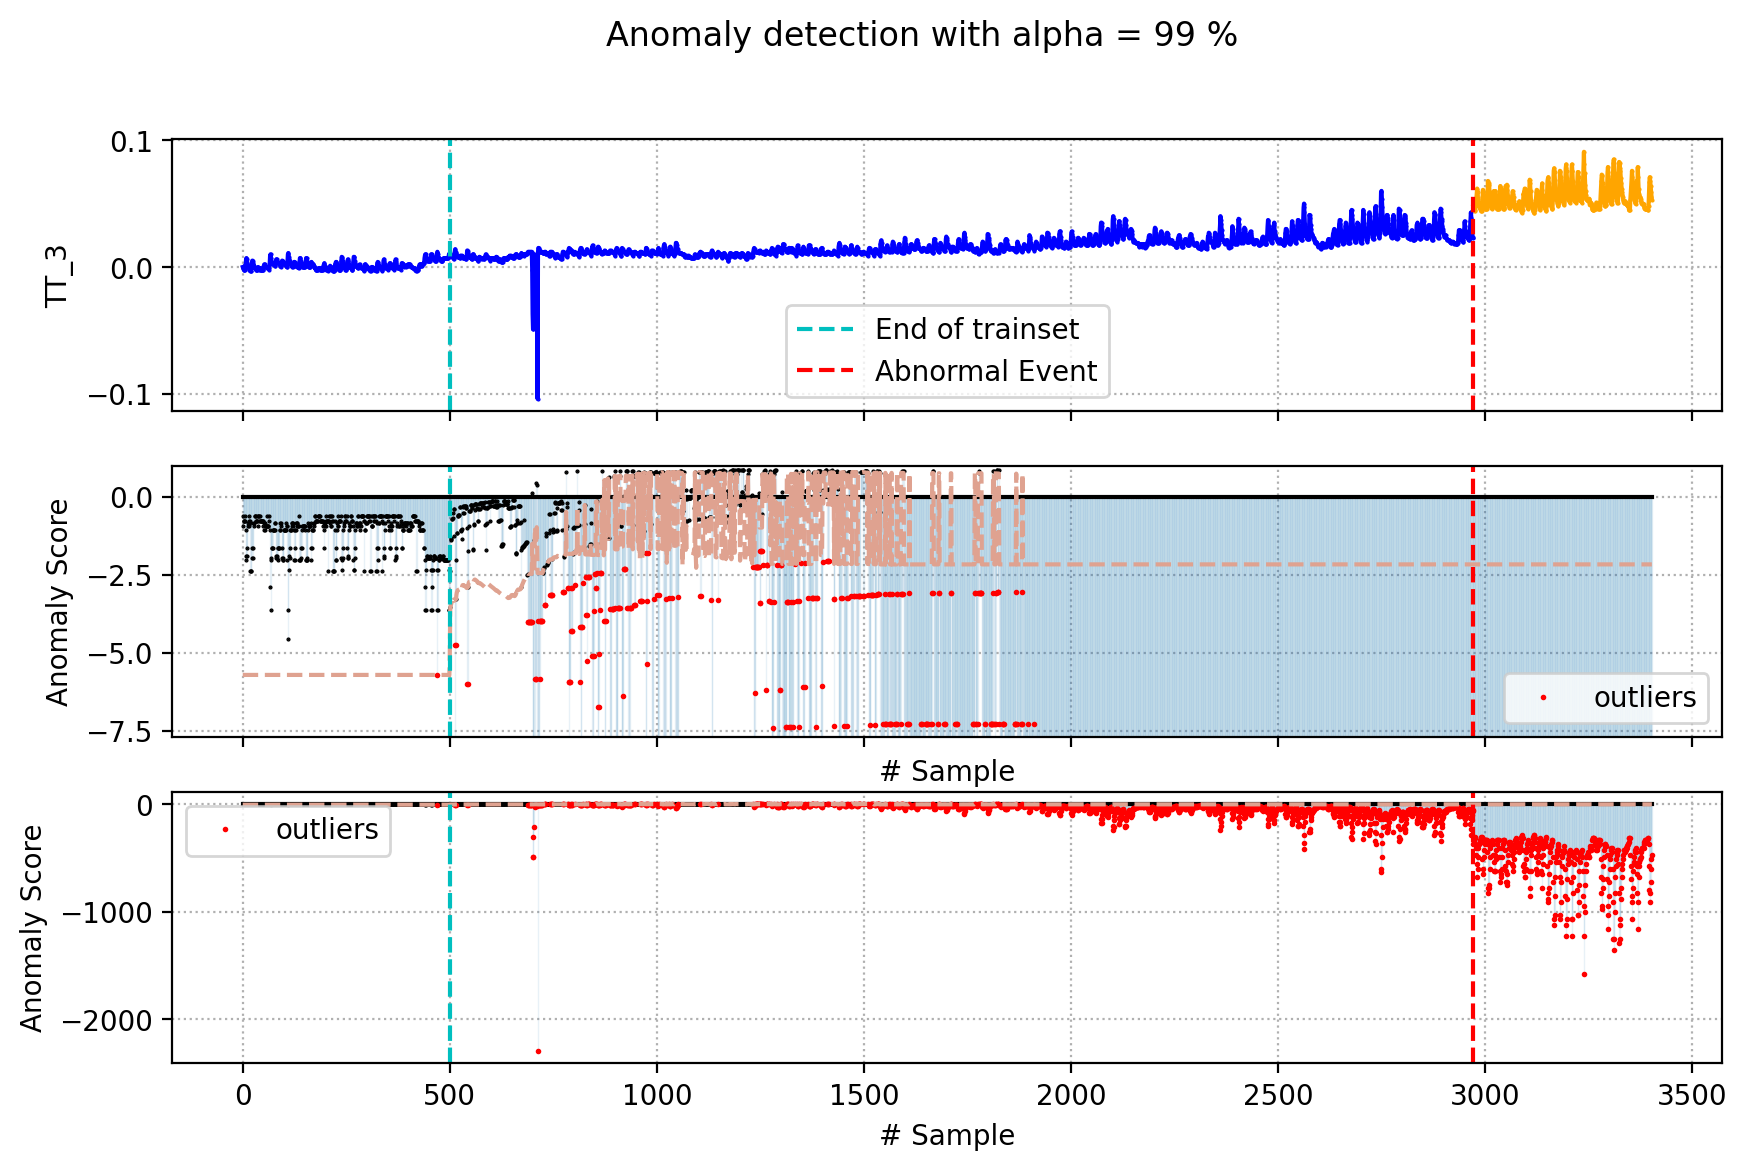 Anomaly detection with alpha = 99 %
0.1
0.0
−0.1
TT_3
End of trainset
Abnormal Event
0.0
−2.5
−5.0
−7.5
Anomaly Score
outliers
# Sample
0
−1000
−2000
Anomaly Score
outliers
0 500 1000 1500 2000 2500 3000 3500
# Sample